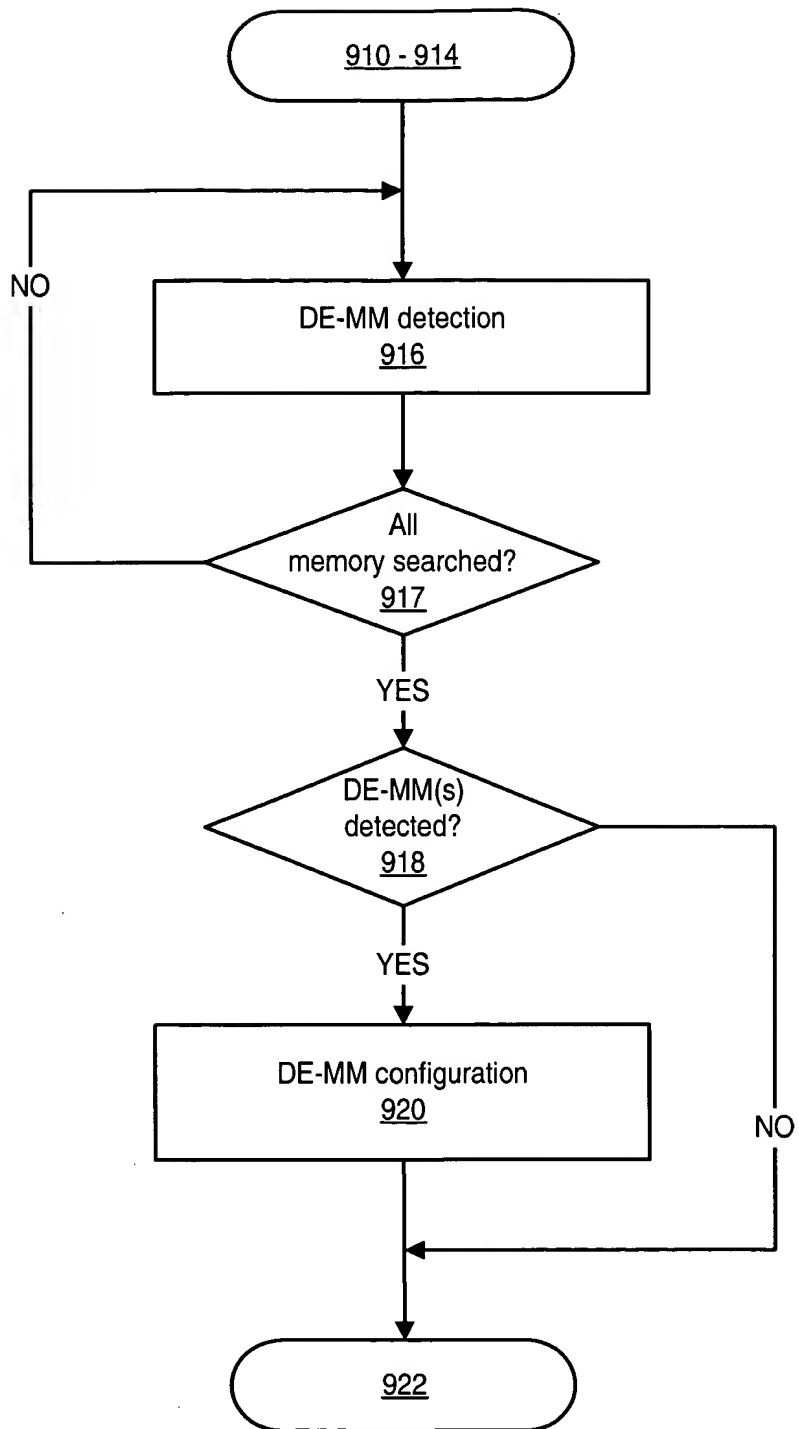 910 - 914
NO
DE-MM detection
916
All
memory searched?
917
YES
DE-MM(s)
detected?
918
YES
DE-MM configuration
920
NO
922